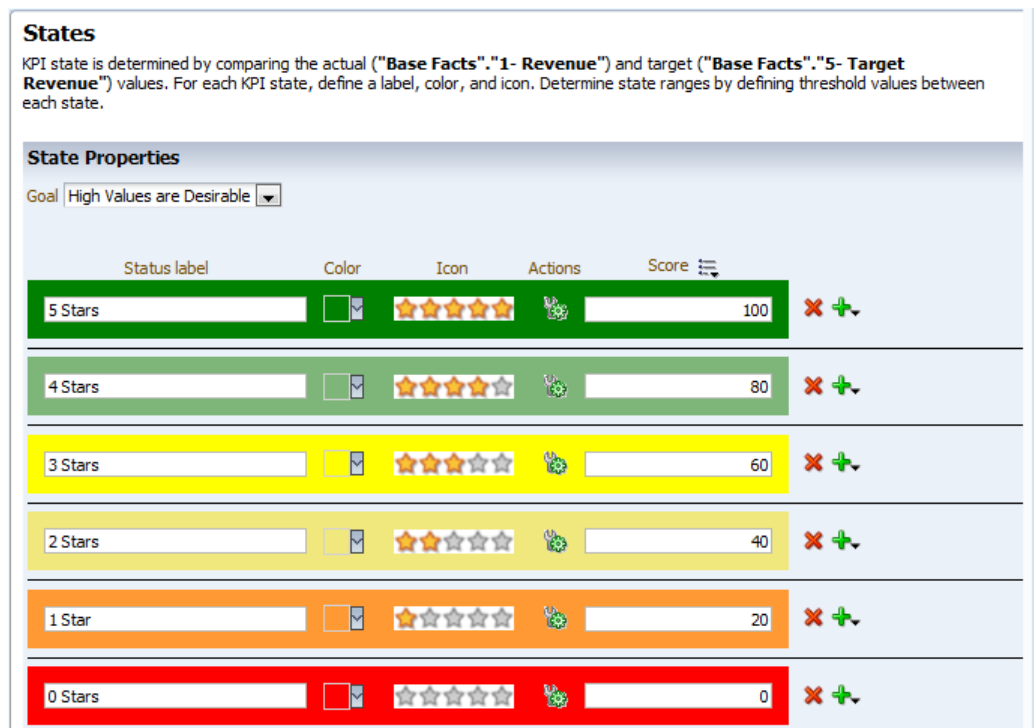 States
KPI state is determined by comparing the actual ("Base Facts"."1- Revenue") and target ("Base Facts"."5- Target
Revenue") values. For each KPI state, define a label, color, and icon. Determine state ranges by defining threshold values between
each state.
State Properties
Goal High Values are Desirable
Status label Color Icon Actions Score
5 Stars 100
4 Stars 80
3 Stars 60
2 Stars 40
1 Star 20
0 Stars 0